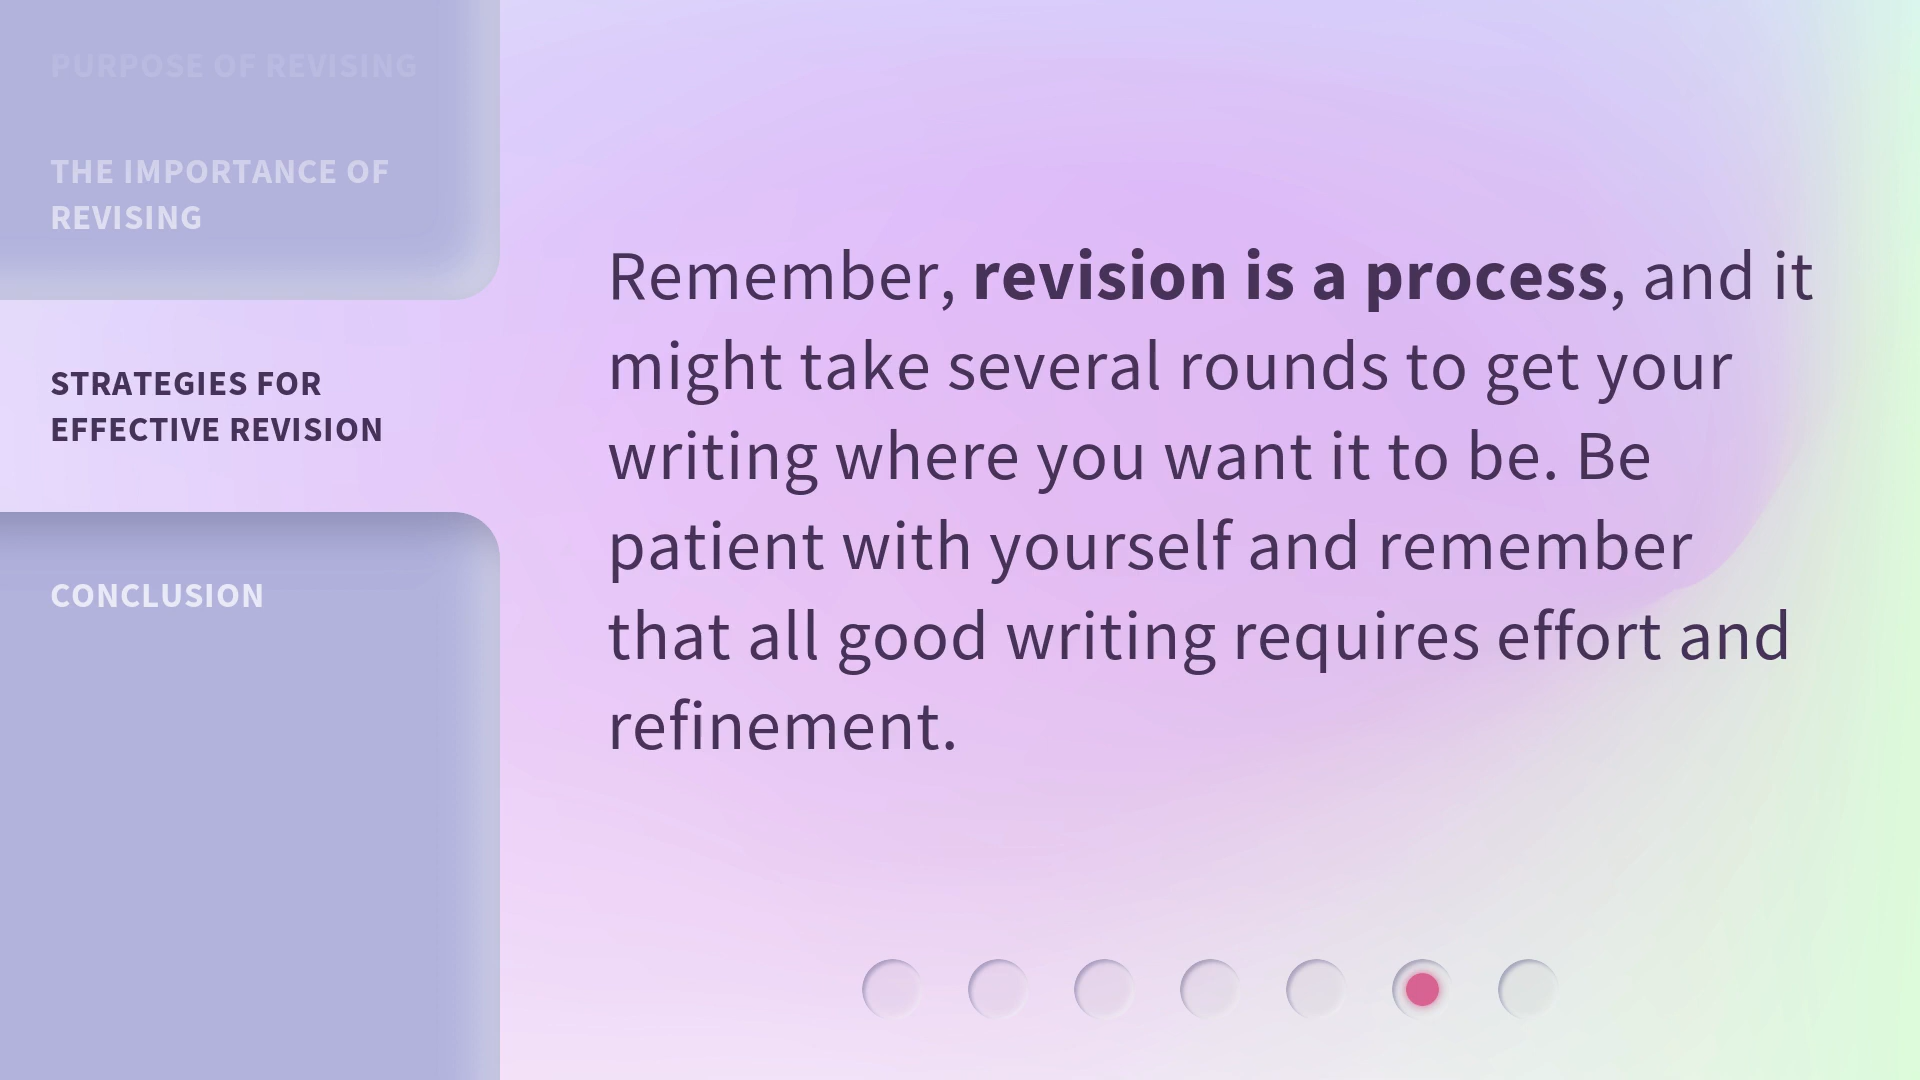 PURPOSE OF REVISING
THE IMPORTANCE OF
REVISING
STRATEGIES FOR
EFFECTIVE REVISION
CONCLUSION
Remember, revision is a process, and it
might take several rounds to get your
writing where you want it to be. Be
patient with yourself and remember
that all good writing requires effort and
refinement.